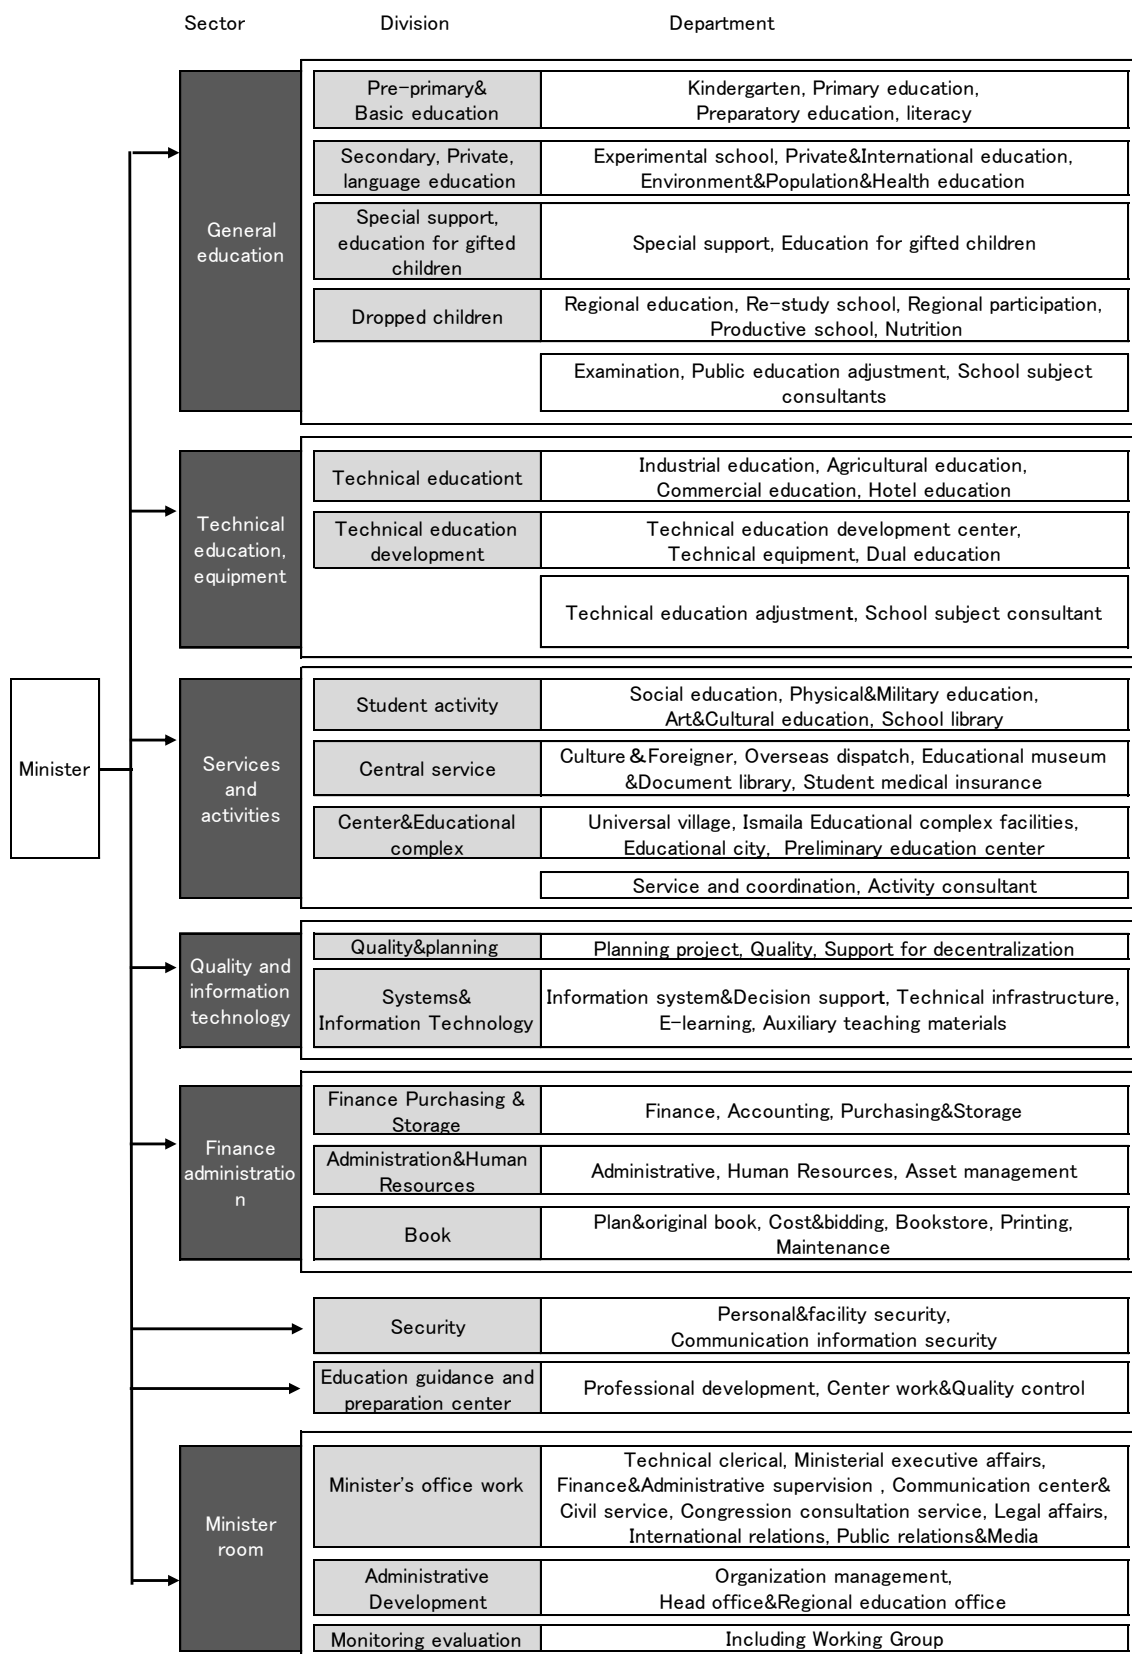 Sector Division Department
Minister
General
education
Pre-primary&
Basic education
Kindergarten, Primary education,
Preparatory education, literacy
Secondary, Private,
language education
Experimental school, Private&International education,
Environment&Population&Health education
Special support,
education for gifted
children
Special support, Education for gifted children
Dropped children
Regional education, Re-study school, Regional participation,
Productive school, Nutrition
Examination, Public education adjustment, School subject
consultants
Technical
education,
equipment
Technical educationt
Industrial education, Agricultural education,
Commercial education, Hotel education
Technical education
development
Technical education development center,
Technical equipment, Dual education
Technical education adjustment, School subject consultant
Services
and
activities
Student activity
Social education, Physical&Military education,
Art&Cultural education, School library
Central service
Culture＆Foreigner, Overseas dispatch, Educational museum
&Document library, Student medical insurance
Center&Educational
complex
Universal village, Ismaila Educational complex facilities,
Educational city, Preliminary education center
Service and coordination, Activity consultant
Quality and
information
technology
Quality&planning
Planning project, Quality, Support for decentralization
Systems&
Information Technology
Information system&Decision support, Technical infrastructure,
E-learning, Auxiliary teaching materials
Finance
administratio
n
Finance Purchasing &
Storage
Finance, Accounting, Purchasing&Storage
Administration&Human
Resources
Administrative, Human Resources, Asset management
Book
Plan&original book, Cost&bidding, Bookstore, Printing,
Maintenance
Security
Personal&facility security,
Communication information security
Education guidance and
preparation center
Professional development, Center work&Quality control
Minister
room
Minister's office work
Technical clerical, Ministerial executive affairs,
Finance&Administrative supervision , Communication center&
Civil service, Congression consultation service, Legal affairs,
International relations, Public relations&Media
Administrative
Development
Organization management,
Head office&Regional education office
Monitoring evaluation
Including Working Group